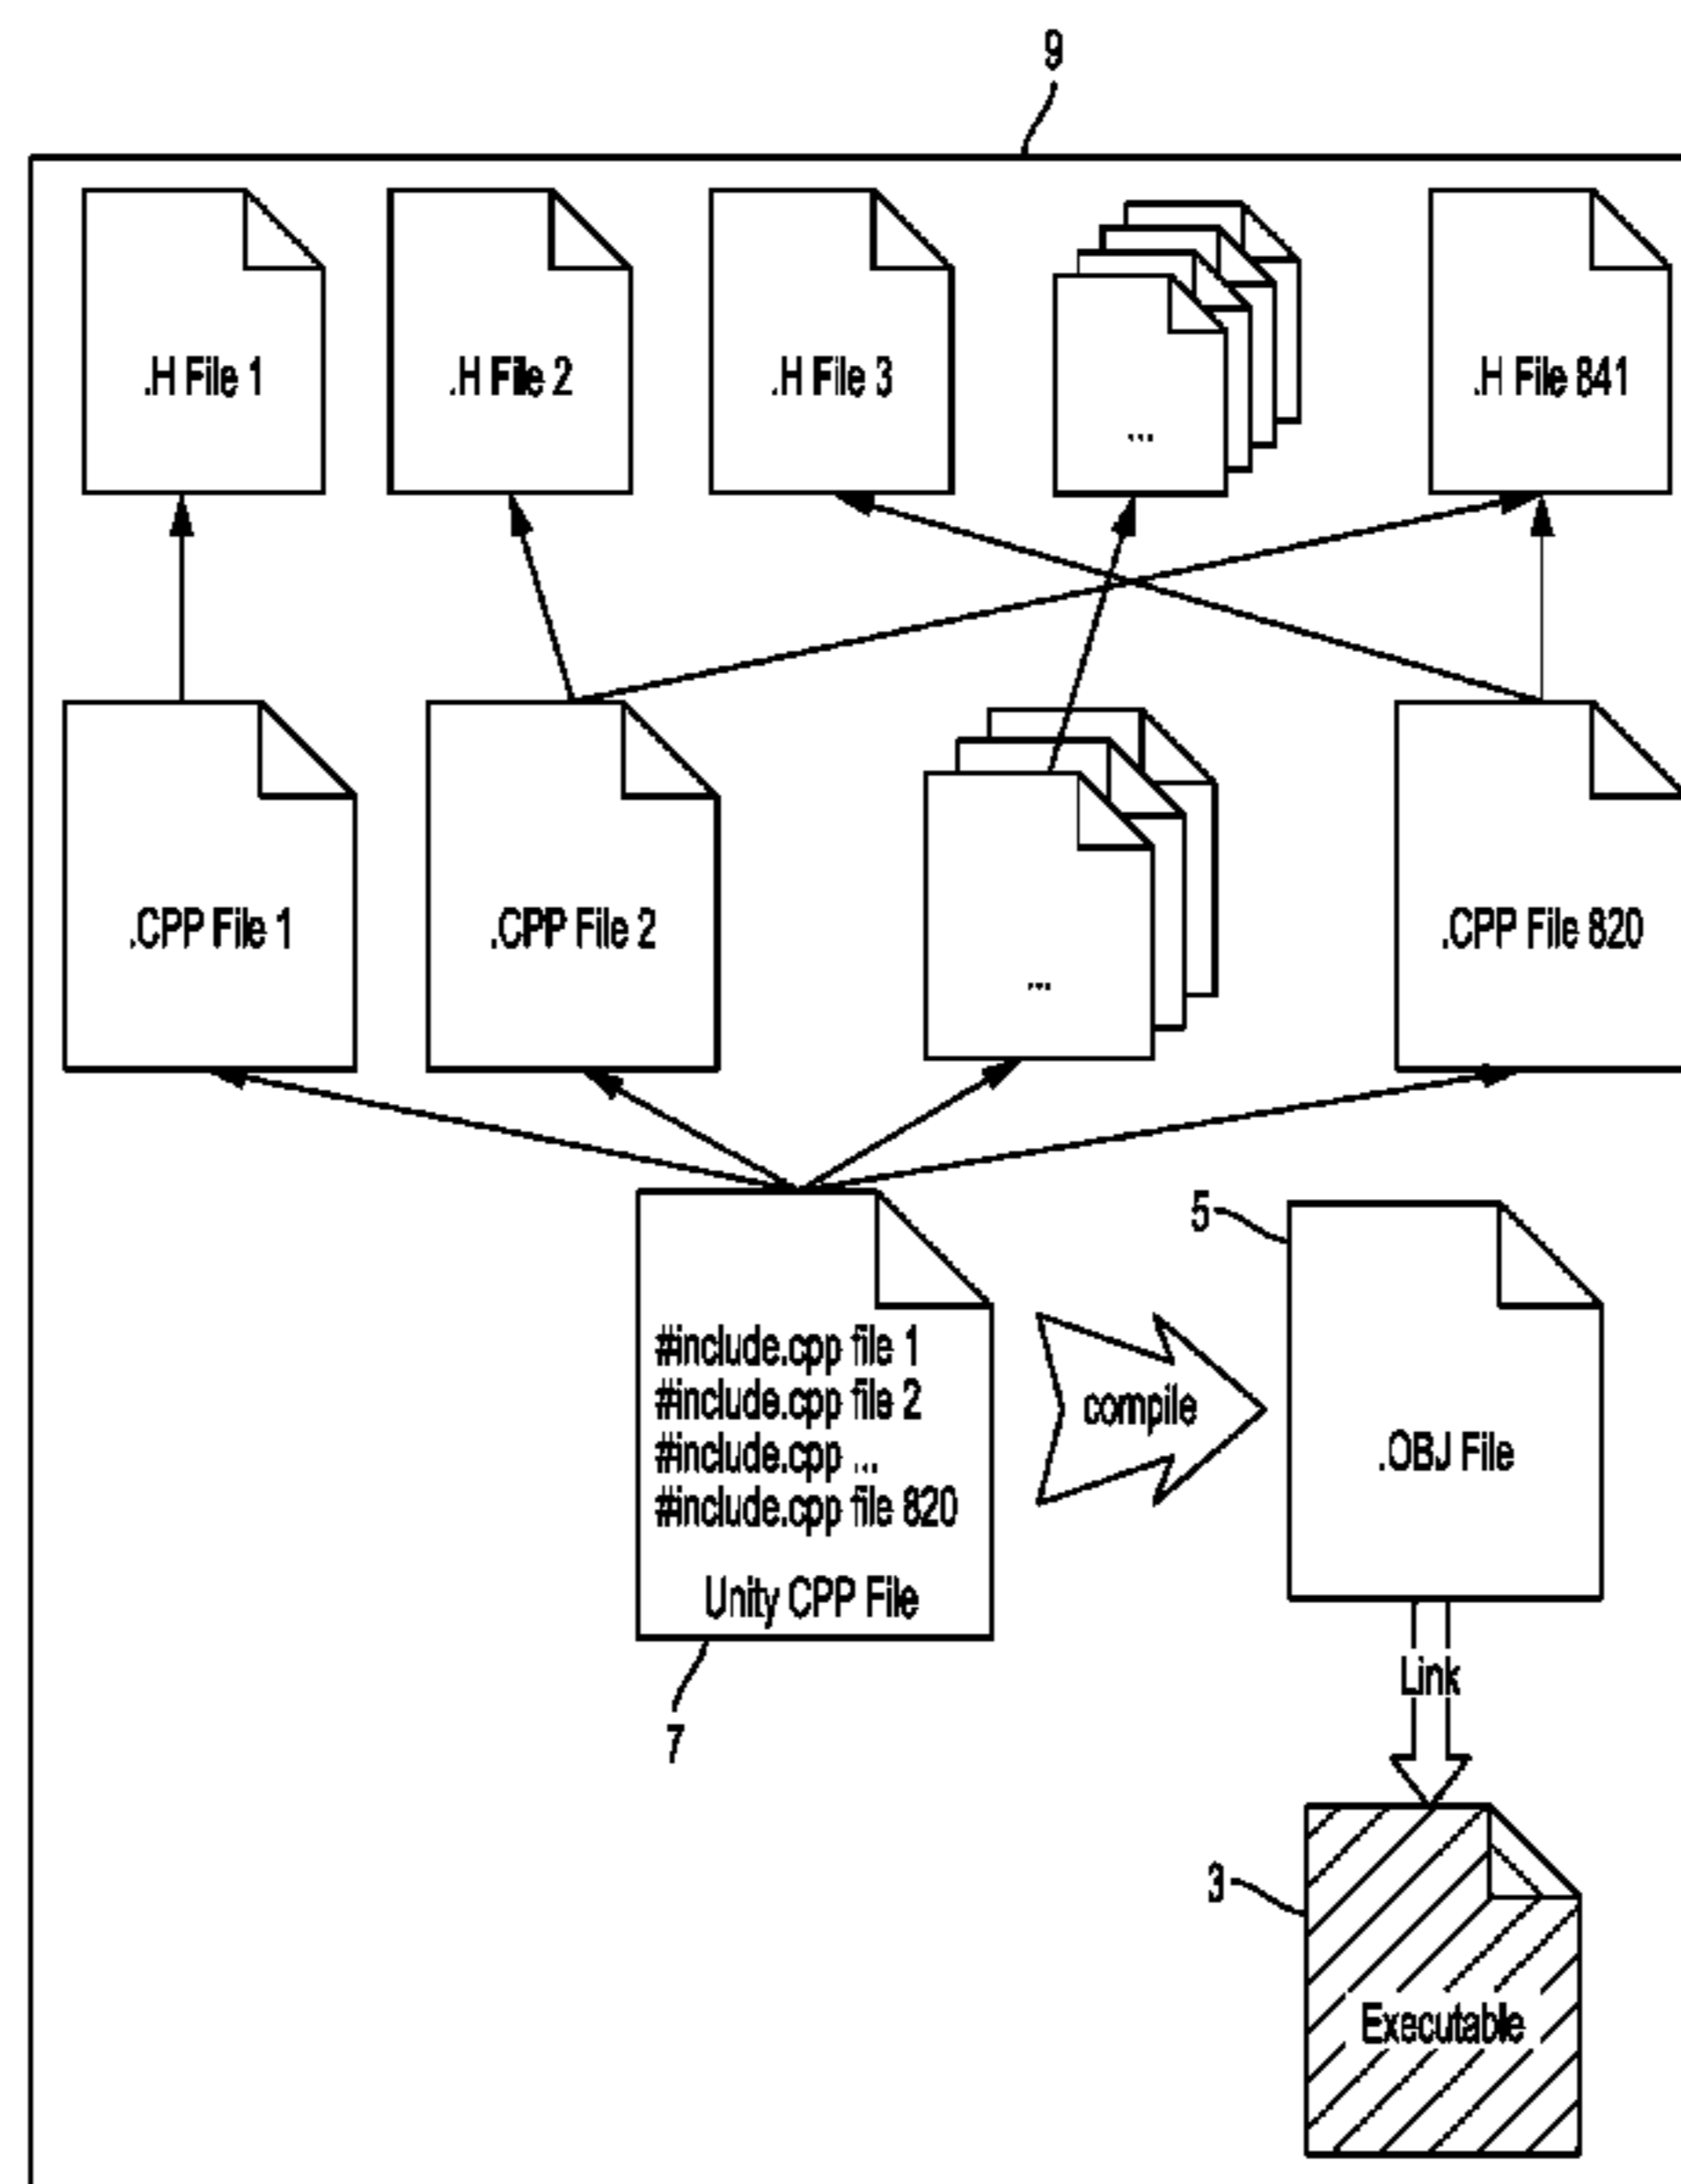 9
.H File 1
.H File 2
.H File 3
...
.H File 841
.CPP File 1
.CPP File 2
...
.CPP File 820
#include.cpp file 1
#include.cpp file 2
#include.cpp ...
#include.cpp file 820
Unity CPP File
7
compile
5
.OBJ File
Link
3
Executable